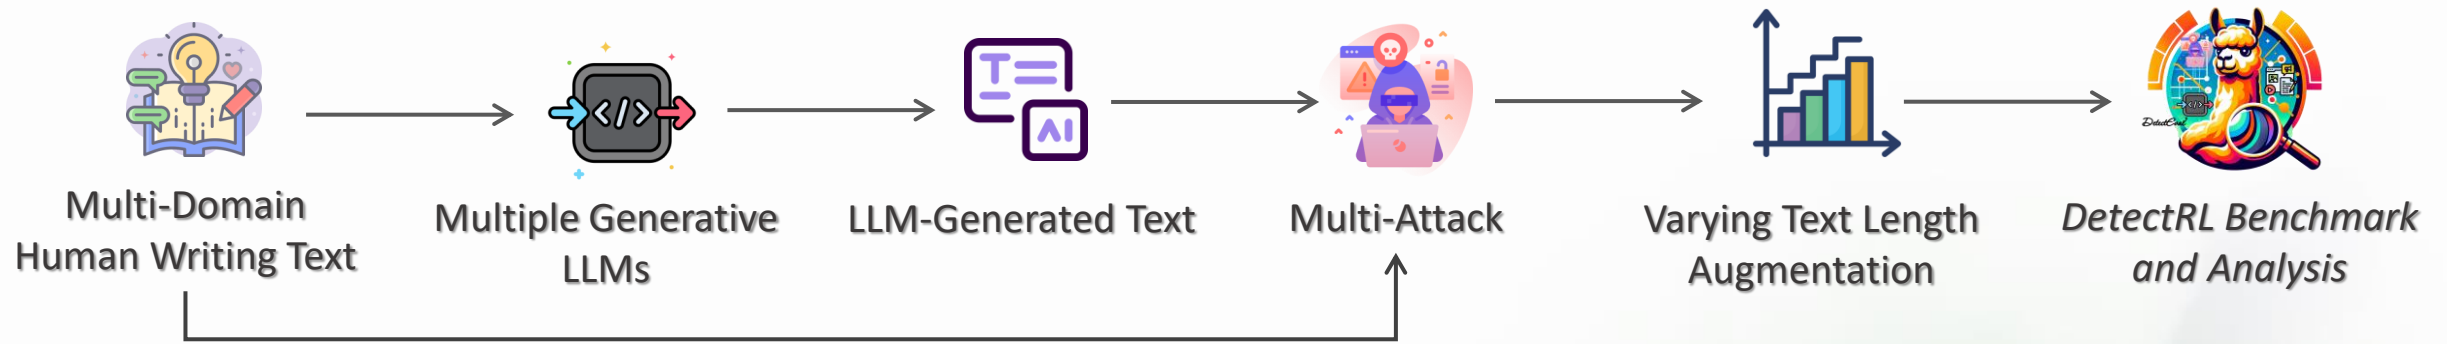 Multi-Domain
Human Writing Text
Multiple Generative
LLMs
LLM-Generated Text
Multi-Attack
Varying Text Length
Augmentation
DetectRL Benchmark
and Analysis